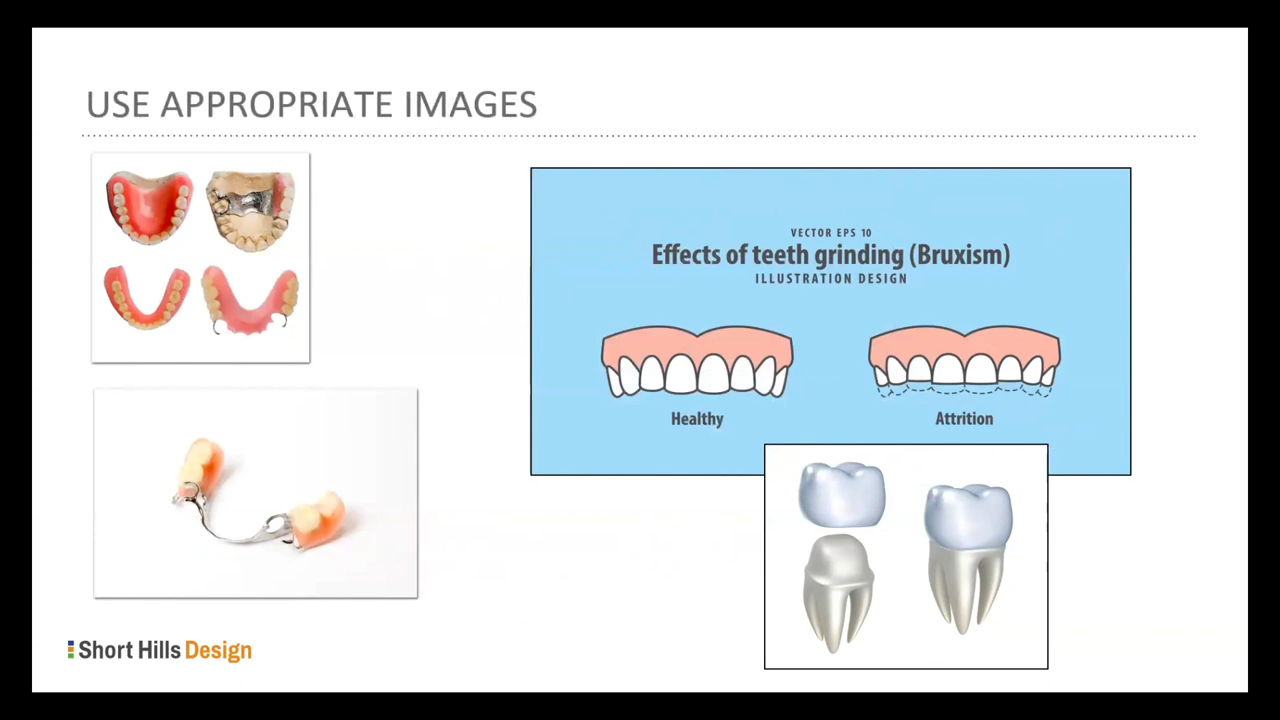 USE APPROPRIATE IMAGES
VECTOR EPS 10
Effects of teeth grinding (Bruxism)
ILLUSTRATION DESIGN
Healthy
Attrition
Short Hills Design